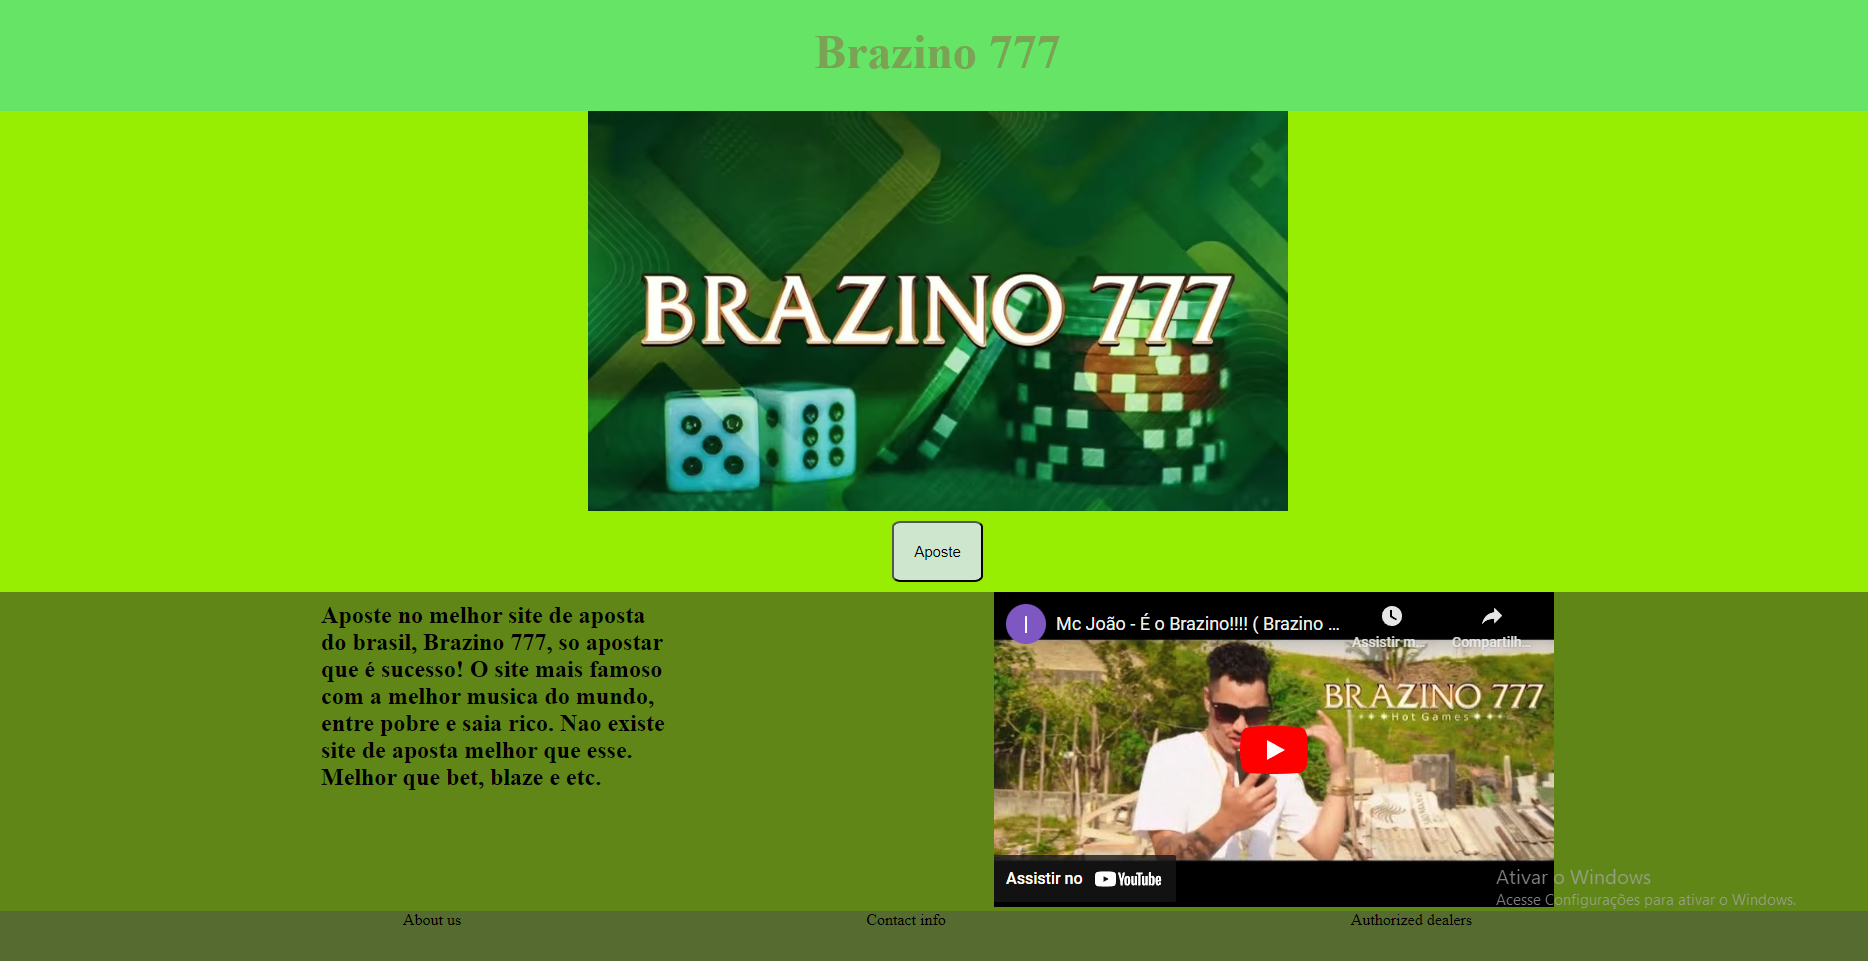 Brazino 777
BRAZINO 777
Aposte
Aposte no melhor site de aposta
do brasil, Brazino 777, so apostar
que é sucesso! O site mais famoso
com a melhor musica do mundo,
entre pobre e saia rico. Nao existe
site de aposta melhor que esse.
Melhor que bet, blaze e etc.
I
Mc João - É o Brazino!!!! ( Brazino ...
Assistir m...
Compartilh...
BRAZINO 777
Hot Games
Assistir no YouTube
Ativar o Windows
Acesse Configurações para ativar o Windows.
About us
Contact info
Authorized dealers